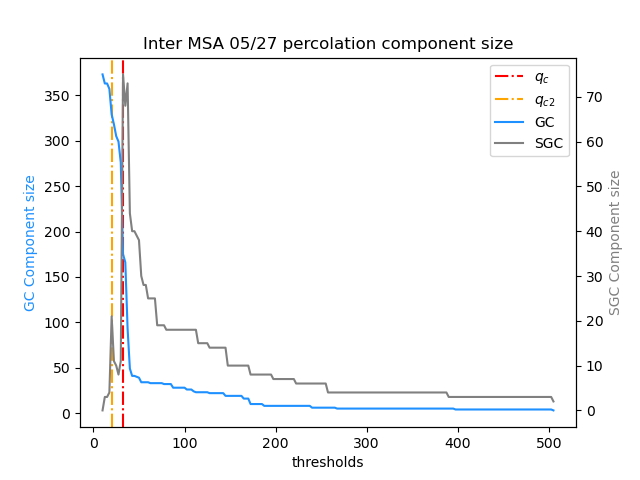 Inter MSA 05/27 percolation component size
GC Component size
350
300
250
200
150
100
50
0
70
60
50
40
30
20
10
0
SGC Component size
q_c
q_c2
GC
SGC
0
100
200
300
400
500
thresholds